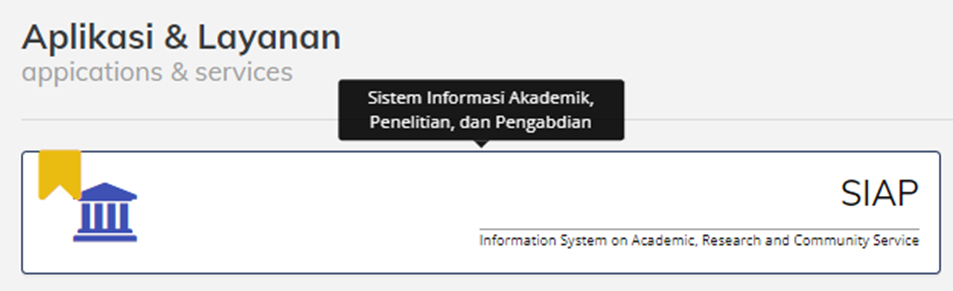 Aplikasi & Layanan
appications & services
Sistem Informasi Akademik,
Penelitian, dan Pengabdian
SIAP
Information System on Academic, Research and Community Service